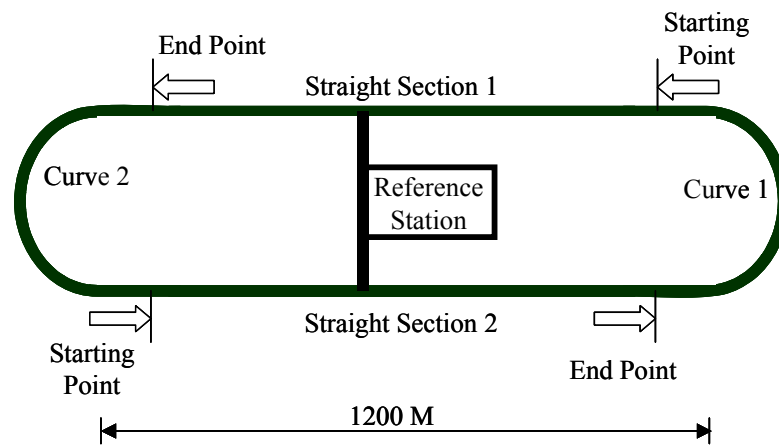 Starting
Point
End Point
Straight Section 1
Curve 2
Reference
Station
Curve 1
Straight Section 2
Starting
Point
End Point
1200 M